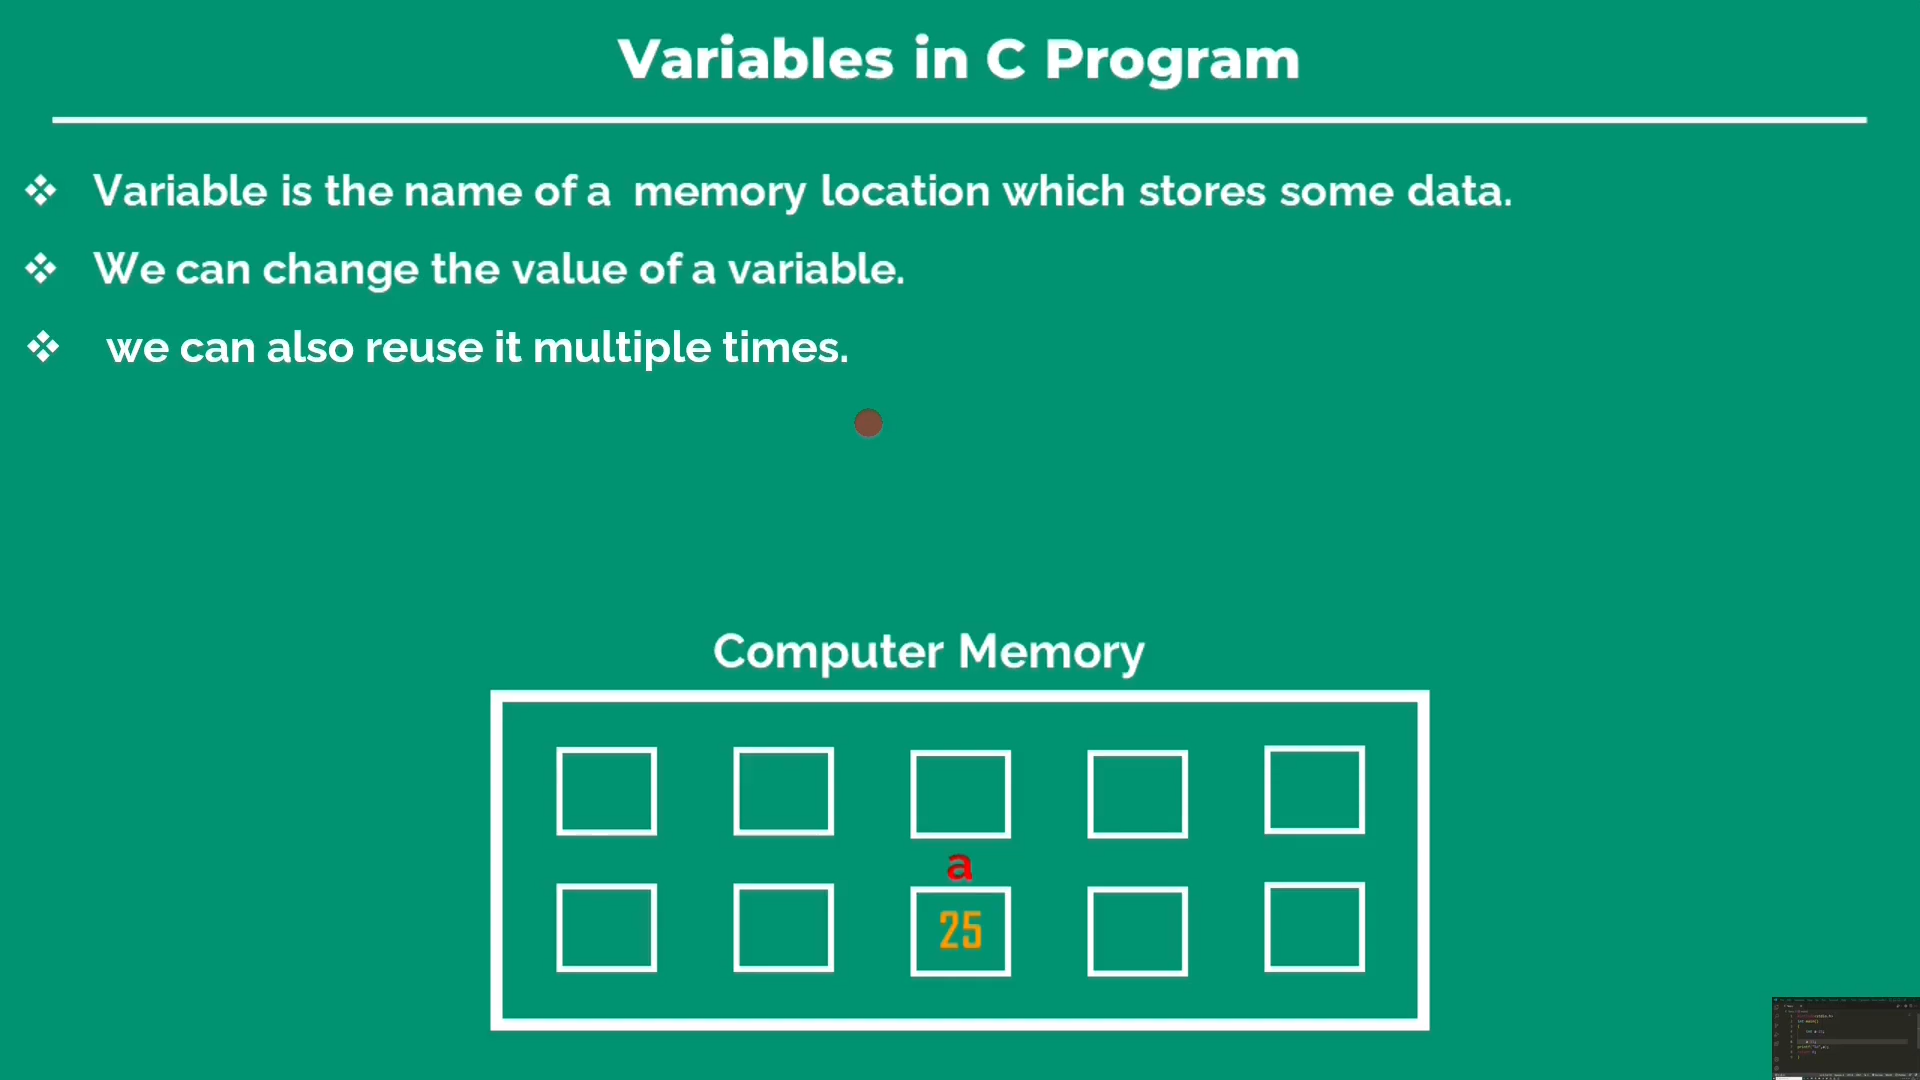 Variables in C Program
Variable is the name of a memory location which stores some data.
We can change the value of a variable.
we can also reuse it multiple times.
Computer Memory
a
25